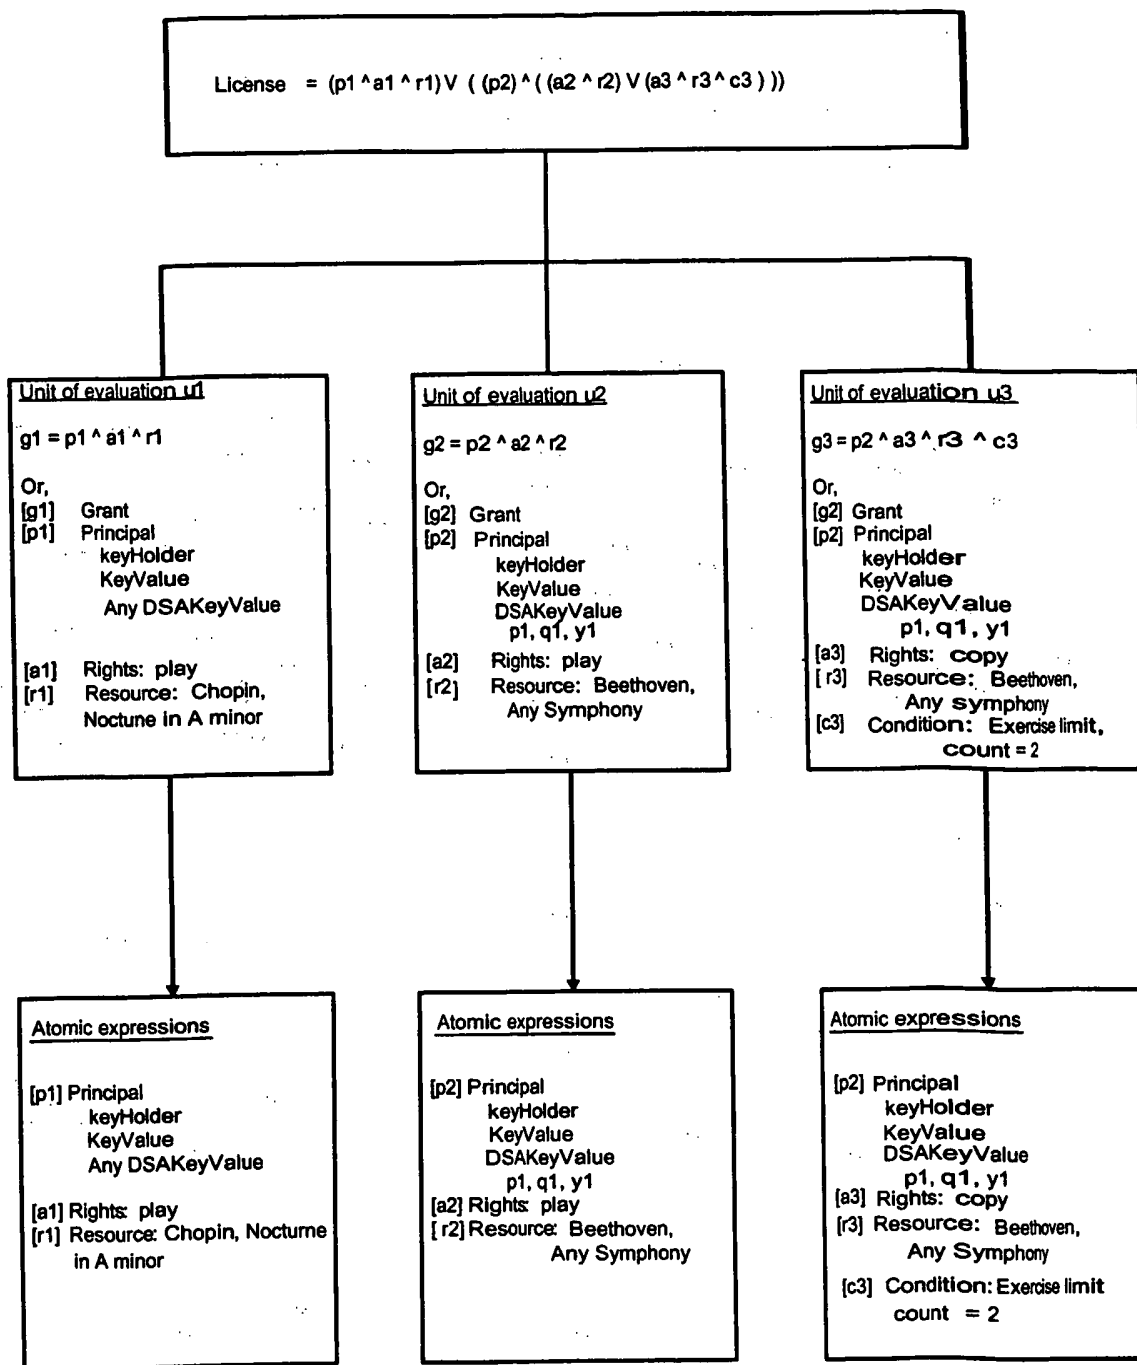 License = (p1 ^ a1 ^ r1) V ( (p2) ^ ( (a2 ^ r2) V (a3 ^ r3 ^ c3 ) ))
Unit of evaluation u1
g1 = p1 ^ a1 ^ r1
Or,
[g1] Grant
[p1] Principal
keyHolder
KeyValue
Any DSAKeyValue
[a1] Rights: play
[r1] Resource: Chopin,
Noctune in A minor
Unit of evaluation u2
g2 = p2 ^ a2 ^ r2
Or,
[g2] Grant
[p2] Principal
keyHolder
KeyValue
DSAKeyValue
p1, q1, y1
[a2] Rights: play
[r2] Resource: Beethoven,
Any Symphony
Unit of evaluation u3
g3 = p2 ^ a3 ^ r3 ^ c3
Or,
[g2] Grant
[p2] Principal
keyHolder
KeyValue
DSAKeyValue
p1, q1, y1
[a3] Rights: copy
[ r3] Resource: Beethoven,
Any symphony
[c3] Condition: Exercise limit,
count = 2
Atomic expressions
[p1] Principal
keyHolder
KeyValue
Any DSAKeyValue
[a1] Rights: play
[r1] Resource: Chopin, Nocturne
in A minor
Atomic expressions
[p2] Principal
keyHolder
KeyValue
DSAKeyValue
p1, q1, y1
[a2] Rights: play
[ r2] Resource: Beethoven,
Any Symphony
Atomic expressions
[p2] Principal
keyHolder
KeyValue
DSAKeyValue
p1, q1, y1
[a3] Rights: copy
[r3] Resource: Beethoven,
Any Symphony
[c3] Condition: Exercise limit
count = 2